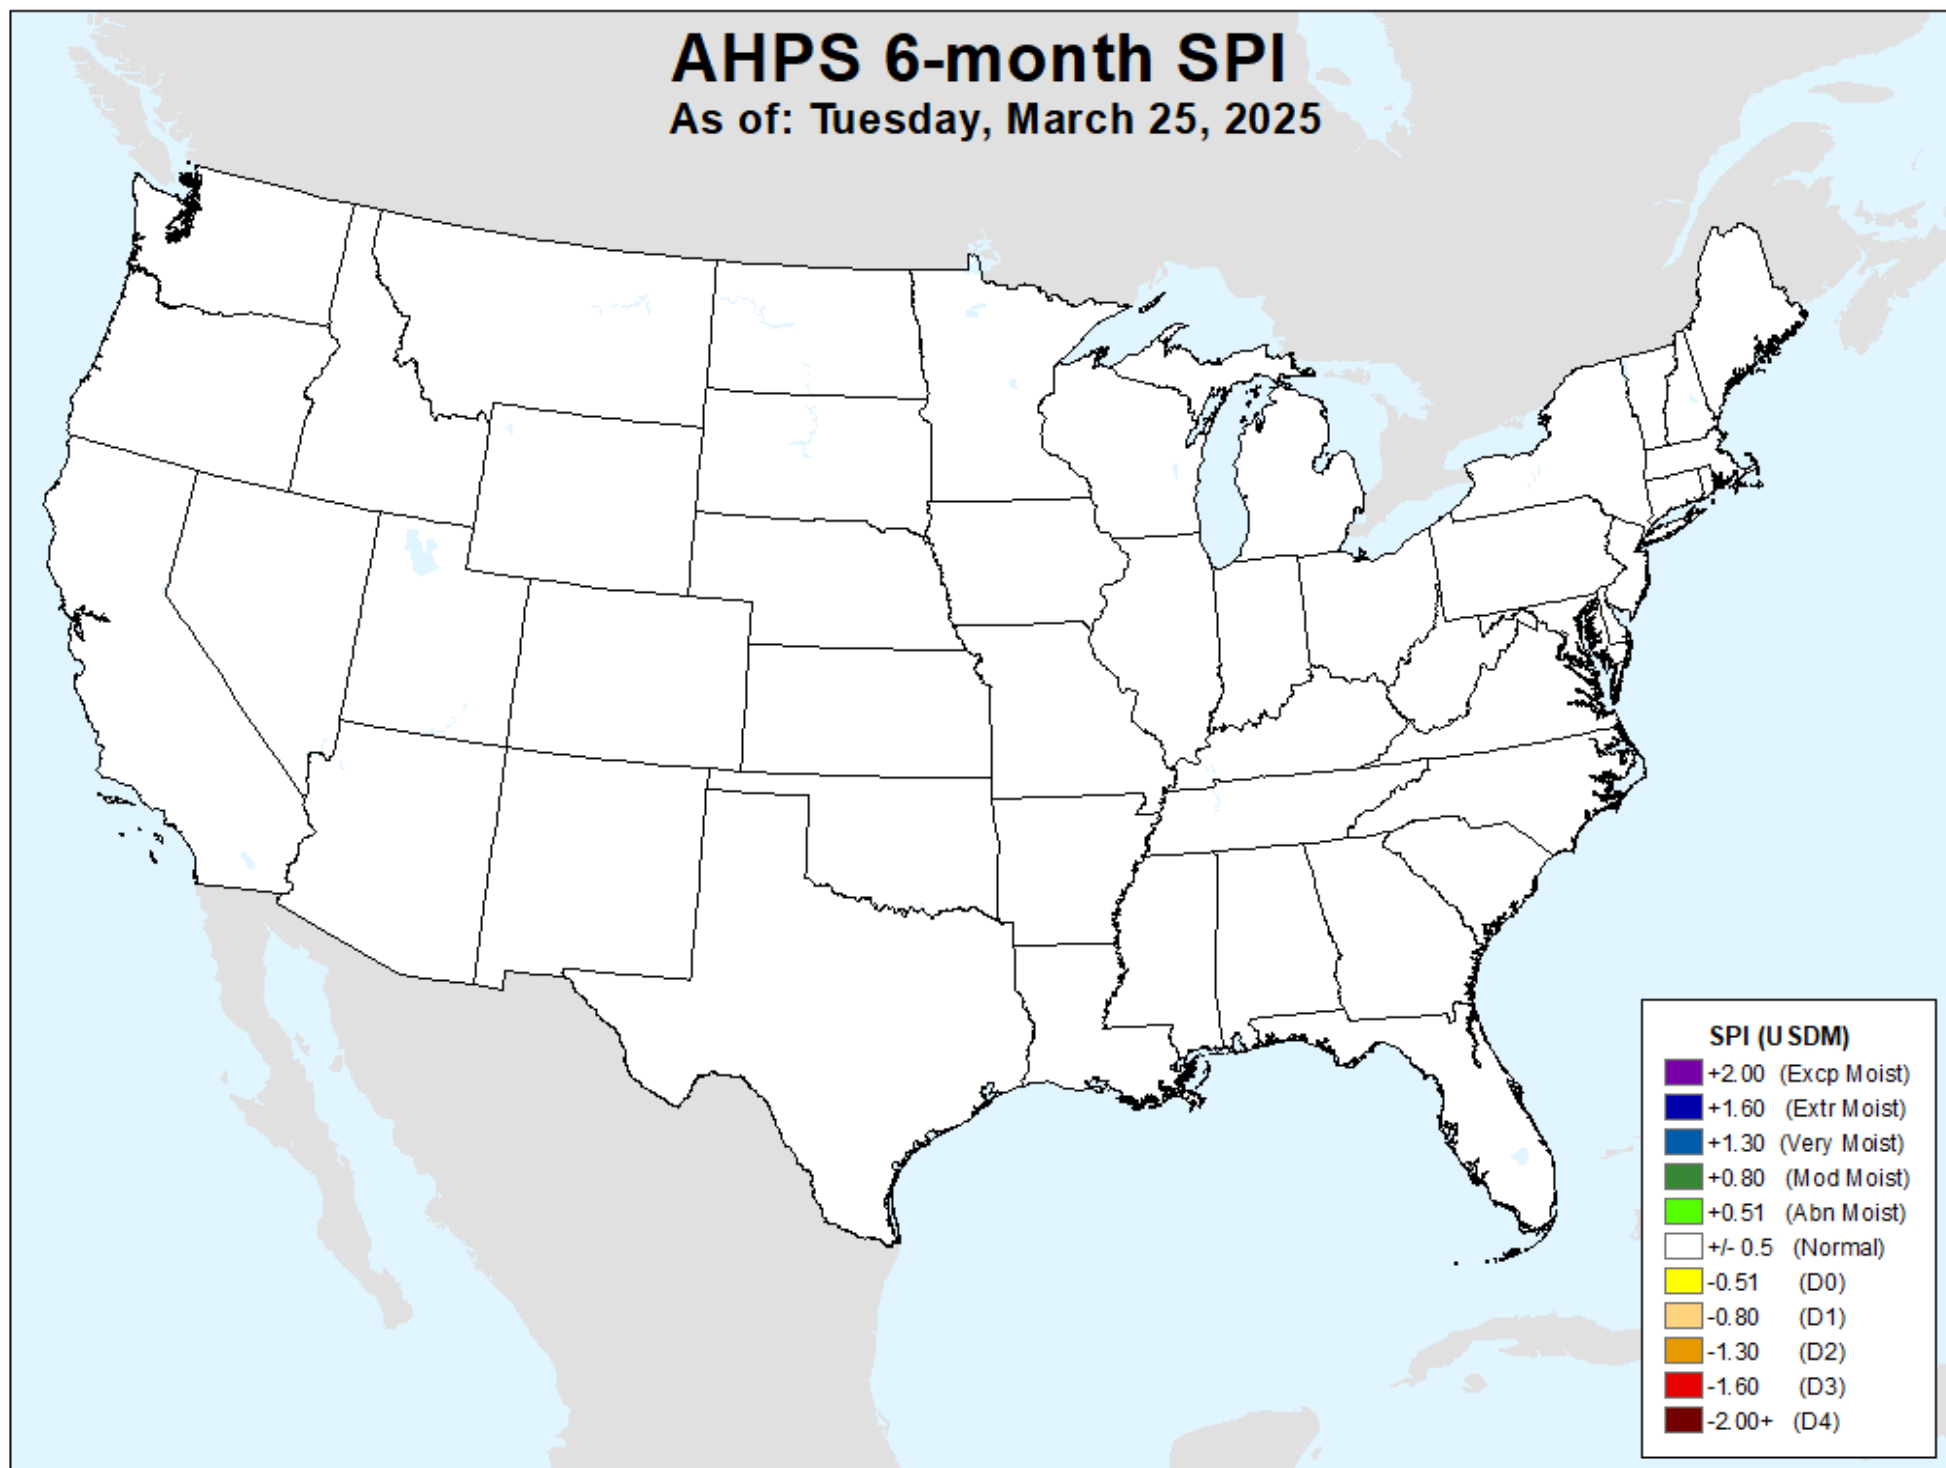 AHPS 6-month SPI
As of: Tuesday, March 25, 2025
SPI (USDM)
+2.00 (Excp Moist)
+1.60 (Extr Moist)
+1.30 (Very Moist)
+0.80 (Mod Moist)
+0.51 (Abn Moist)
+/- 0.5 (Normal)
-0.51 (D0)
-0.80 (D1)
-1.30 (D2)
-1.60 (D3)
-2.00+ (D4)